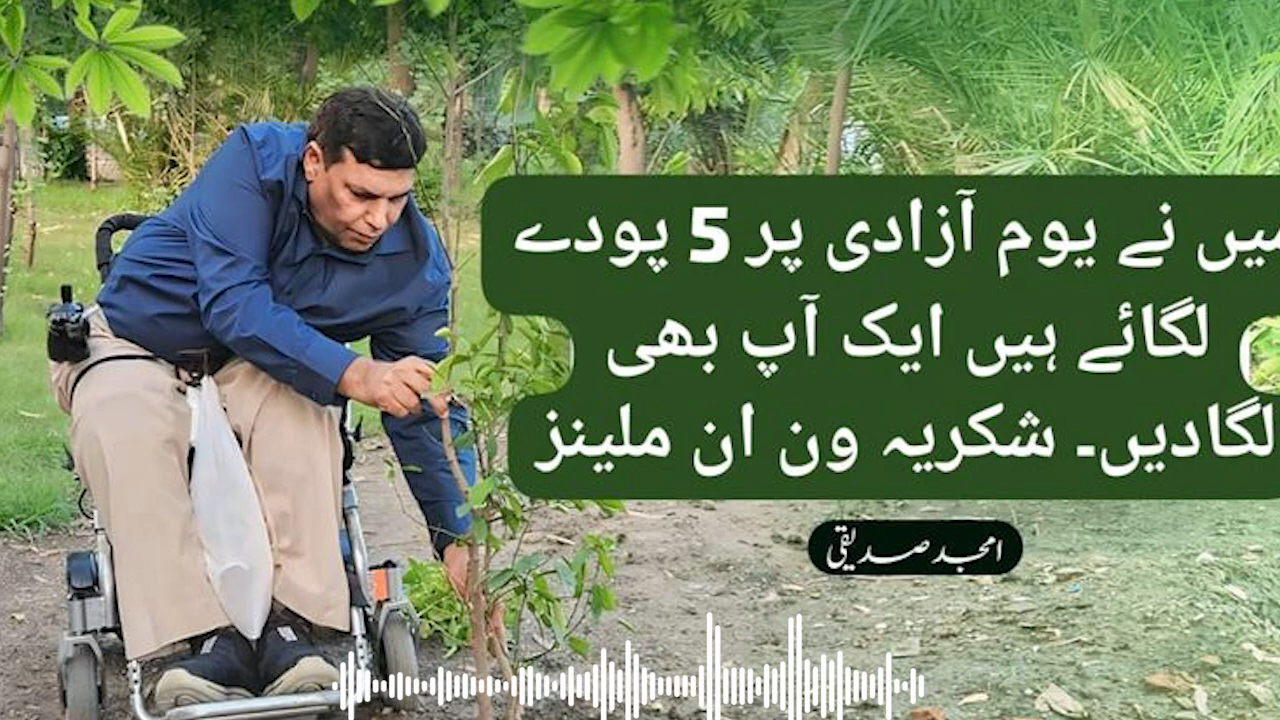 میں نے یوم آزادی پر 5 پودے
لگائے ہیں ایک آپ بھی
لگادیں۔ شکریہ ون ان ملینز
امجد صدیقی